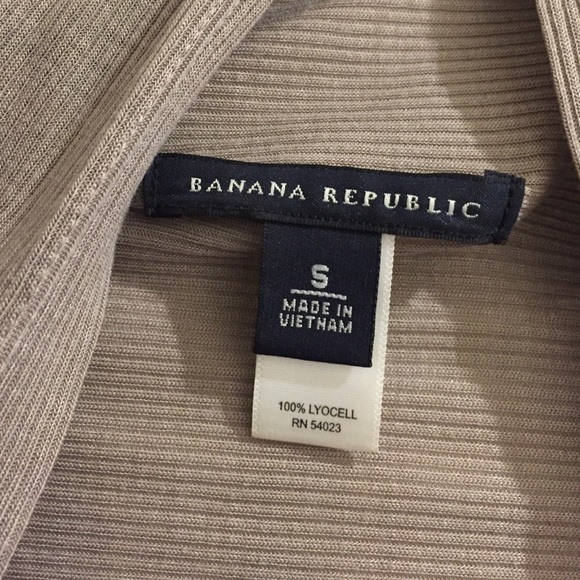 BANANA REPUBLIC
S
MADE IN
VIETNAM
100% LYOCELL
RN 54023